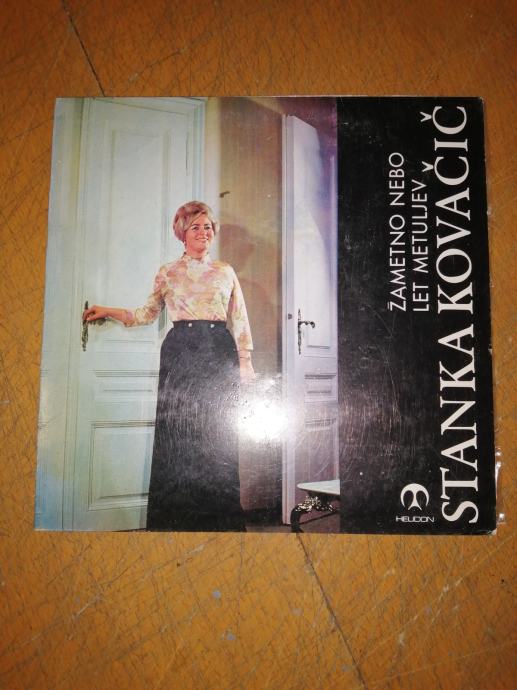 ŽAMETNO NEBO
LET METULJEV
STANKA KOVAČIČ
HELIDON